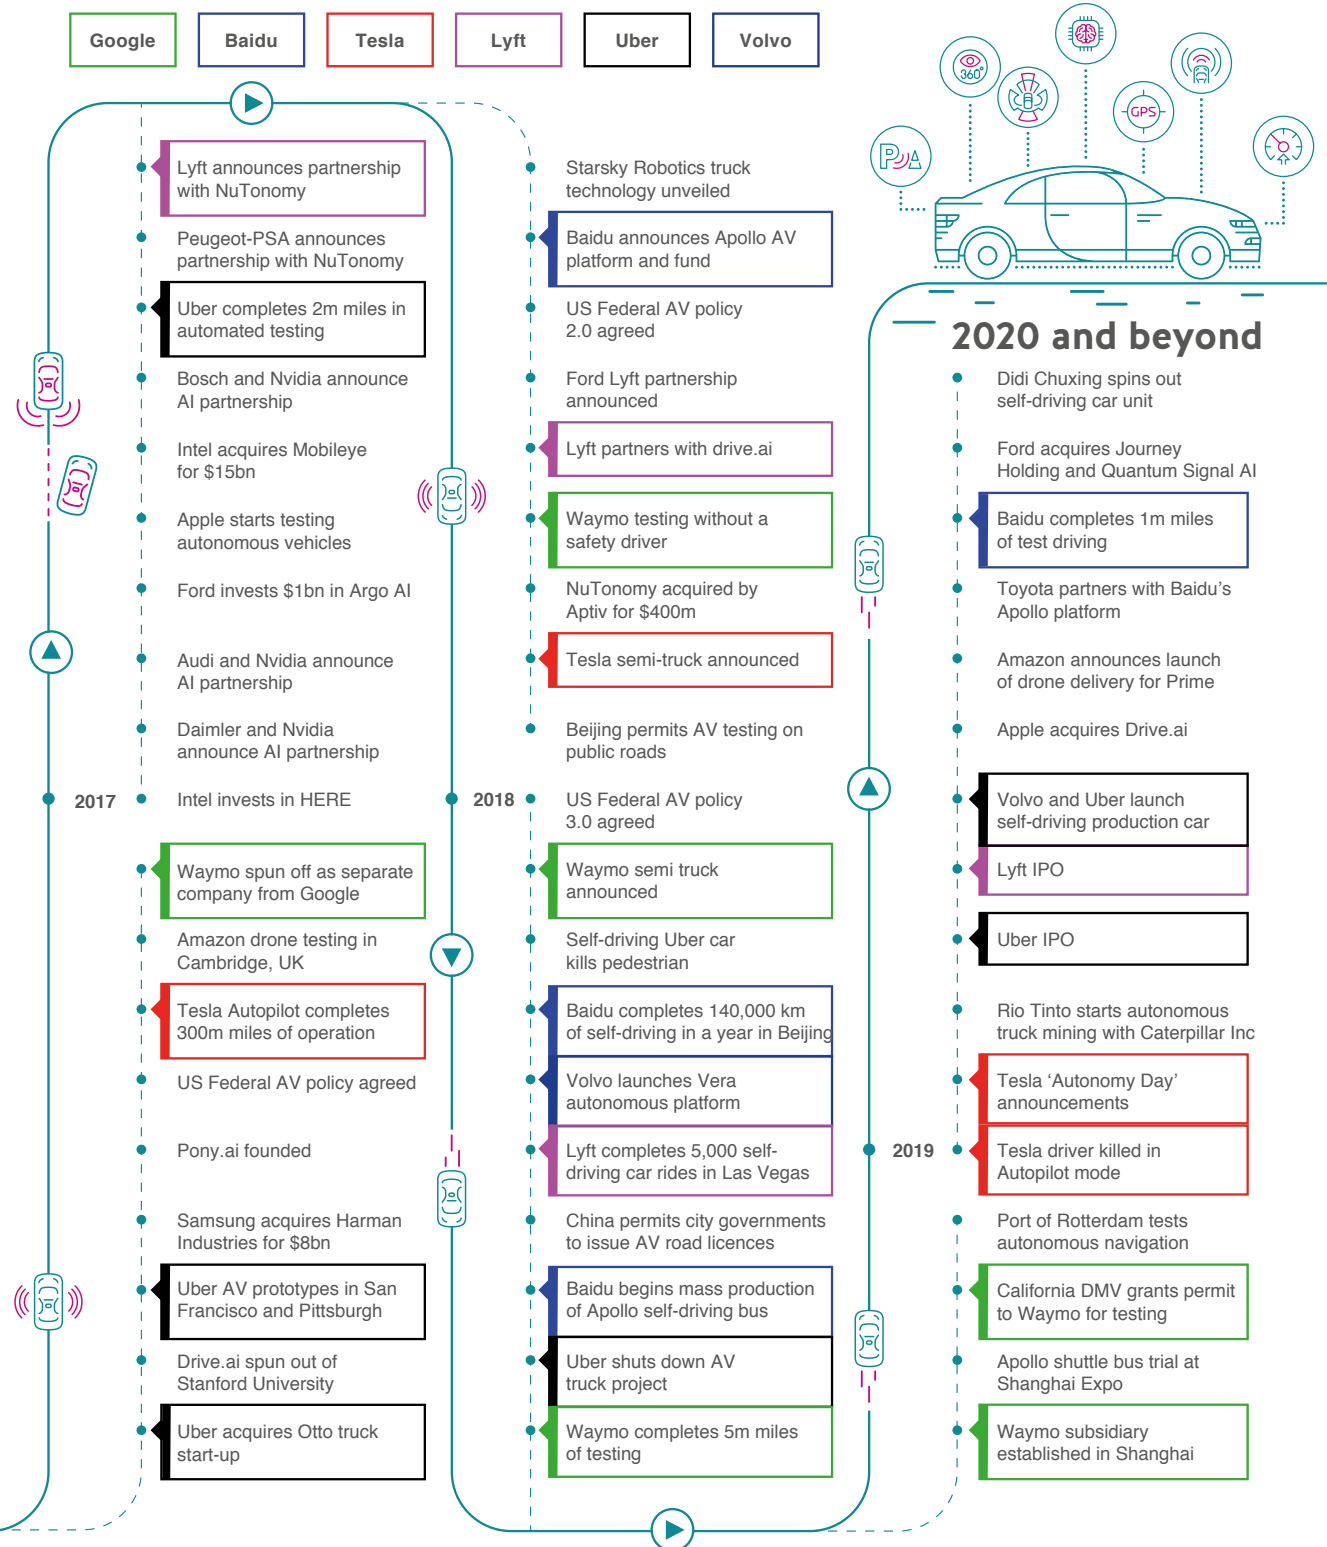 Google
Baidu
Tesla
Lyft
Uber
Volvo
360°
GPS
P
Lyft announces partnership
with NuTonomy
Peugeot-PSA announces
partnership with NuTonomy
Uber completes 2m miles in
automated testing
Bosch and Nvidia announce
AI partnership
Intel acquires Mobileye
for $15bn
Apple starts testing
autonomous vehicles
Ford invests $1bn in Argo AI
Audi and Nvidia announce
AI partnership
Daimler and Nvidia
announce AI partnership
2017
Intel invests in HERE
Waymo spun off as separate
company from Google
Amazon drone testing in
Cambridge, UK
Tesla Autopilot completes
300m miles of operation
US Federal AV policy agreed
Pony.ai founded
Samsung acquires Harman
Industries for $8bn
Uber AV prototypes in San
Francisco and Pittsburgh
Drive.ai spun out of
Stanford University
Uber acquires Otto truck
start-up
Starsky Robotics truck
technology unveiled
Baidu announces Apollo AV
platform and fund
US Federal AV policy
2.0 agreed
Ford Lyft partnership
announced
Lyft partners with drive.ai
Waymo testing without a
safety driver
NuTonomy acquired by
Aptiv for $400m
Tesla semi-truck announced
Beijing permits AV testing on
public roads
2018
US Federal AV policy
3.0 agreed
Waymo semi truck
announced
Self-driving Uber car
kills pedestrian
Baidu completes 140,000 km
of self-driving in a year in Beijing
Volvo launches Vera
autonomous platform
Lyft completes 5,000 self-
driving car rides in Las Vegas
China permits city governments
to issue AV road licences
Baidu begins mass production
of Apollo self-driving bus
Uber shuts down AV
truck project
Waymo completes 5m miles
of testing
2020 and beyond
Didi Chuxing spins out
self-driving car unit
Ford acquires Journey
Holding and Quantum Signal AI
Baidu completes 1m miles
of test driving
Toyota partners with Baidu's
Apollo platform
Amazon announces launch
of drone delivery for Prime
Apple acquires Drive.ai
Volvo and Uber launch
self-driving production car
Lyft IPO
Uber IPO
Rio Tinto starts autonomous
truck mining with Caterpillar Inc
Tesla ‘Autonomy Day’
announcements
2019
Tesla driver killed in
Autopilot mode
Port of Rotterdam tests
autonomous navigation
California DMV grants permit
to Waymo for testing
Apollo shuttle bus trial at
Shanghai Expo
Waymo subsidiary
established in Shanghai